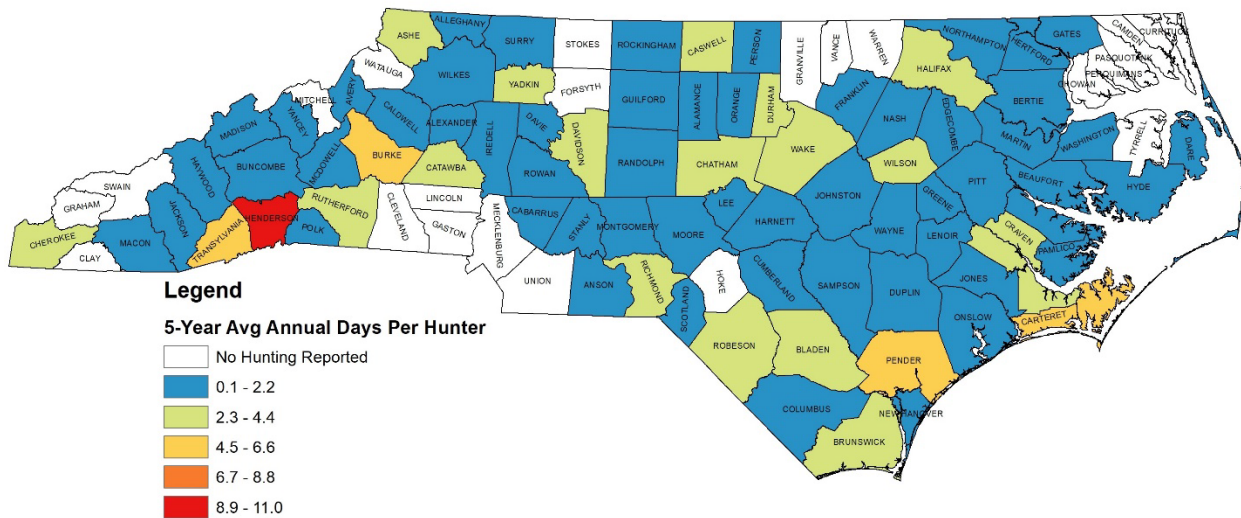 ALLEGHANY
ASHE
SURRY
STOKES
ROCKINGHAM
CASWELL
PERSON
GRANVILLE
VANCE
WARREN
NORTHAMPTON
HERTFORD
GATES
CAMDEN
CURRITUCK
PASQUOTANK
PERQUIMANS
CHOWAN
WATAUGA
WILKES
YADKIN
FORSYTH
GUILFORD
ALAMANCE
ORANGE
DURHAM
FRANKLIN
HALIFAX
BERTIE
MITCHELL
AVERY
YANCEY
MADISON
CALDWELL
ALEXANDER
IREDELL
DAVIE
DAVIDSON
RANDOLPH
CHATHAM
WAKE
NASH
EDGECOMBE
MARTIN
WASHINGTON
TYRRELL
DARE
HAYWOOD
BUNCOMBE
MCDOWELL
BURKE
CATAWBA
ROWAN
WILSON
PITT
BEAUFORT
HYDE
SWAIN
GRAHAM
JACKSON
HENDERSON
RUTHERFORD
CLEVELAND
LINCOLN
GASTON
MECKLENBURG
CABARRUS
STANLY
MONTGOMERY
MOORE
LEE
HARNETT
JOHNSTON
WAYNE
GREENE
LENOIR
CRAVEN
PAMLICO
CHEROKEE
CLAY
MACON
TRANSYLVANIA
POLK
UNION
ANSON
RICHMOND
SCOTLAND
HOKE
CUMBERLAND
SAMPSON
DUPLIN
JONES
ONSLOW
CARTERET
ROBESON
BLADEN
PENDER
COLUMBUS
NEW HANOVER
BRUNSWICK
Legend
5-Year Avg Annual Days Per Hunter
No Hunting Reported
0.1 - 2.2
2.3 - 4.4
4.5 - 6.6
6.7 - 8.8
8.9 - 11.0